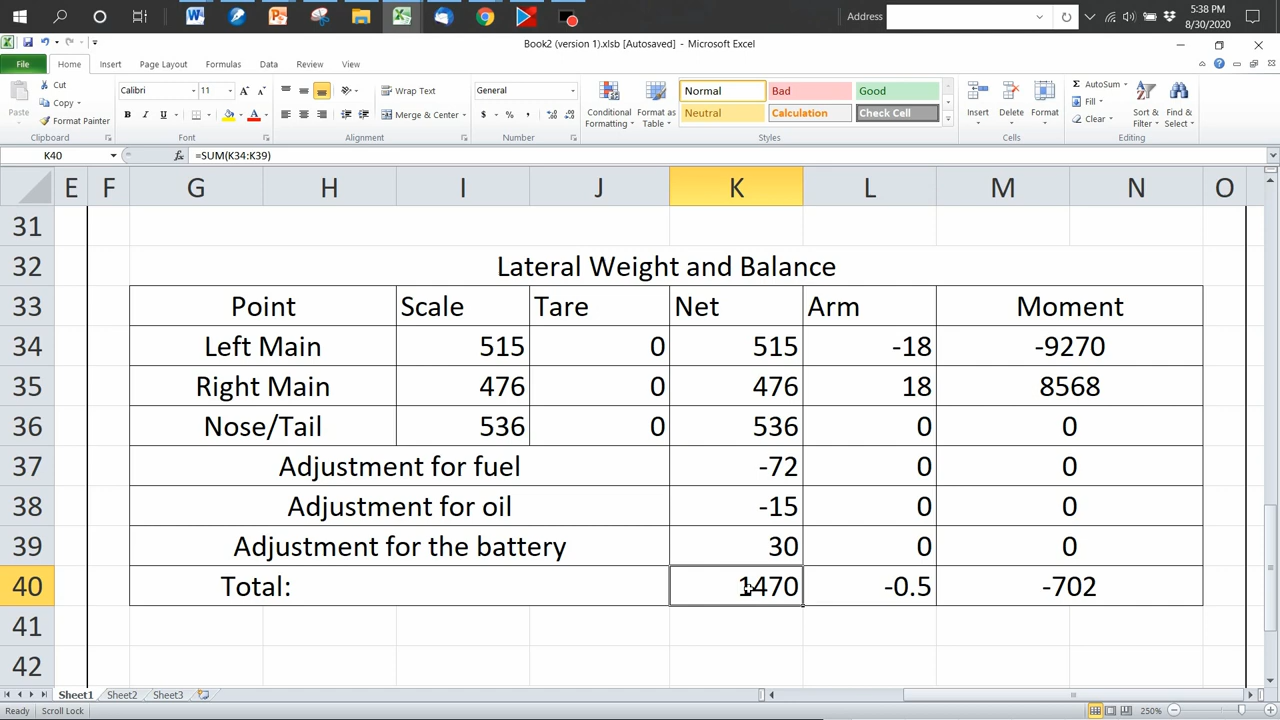 Address
5:38 PM
8/30/2020
Book2 (version 1).xlsb [Autosaved] - Microsoft Excel
File Home Insert Page Layout Formulas Data Review View
Paste
Cut
Copy
Format Painter
Clipboard
Calibri 11
B I U
Font
Wrap Text
Merge & Center
Alignment
General
$ % ,
Number
Conditional Formatting
Format as Table
Normal Bad Good
Neutral Calculation Check Cell
Styles
Insert Delete Format
Cells
AutoSum
Fill
Clear
Sort & Filter
Find & Select
Editing
K40 fx =SUM(K34:K39)
E F G H I J K L M N O
31
32 Lateral Weight and Balance
33 Point Scale Tare Net Arm Moment
34 Left Main 515 0 515 -18 -9270
35 Right Main 476 0 476 18 8568
36 Nose/Tail 536 0 536 0 0
37 Adjustment for fuel -72 0 0
38 Adjustment for oil -15 0 0
39 Adjustment for the battery 30 0 0
40 Total: 1470 -0.5 -702
41
42
Sheet1 Sheet2 Sheet3
Ready Scroll Lock 250%